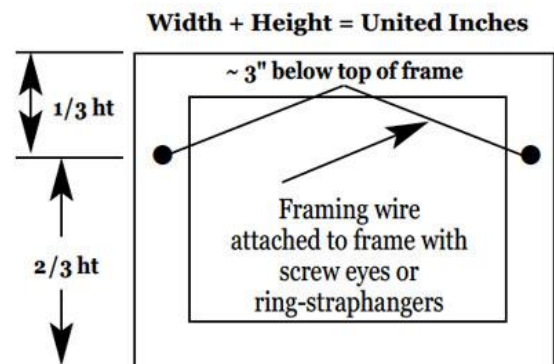 Width + Height = United Inches
~ 3" below top of frame
1/3 ht
Framing wire
attached to frame with
screw eyes or
ring-straphangers
2/3 ht